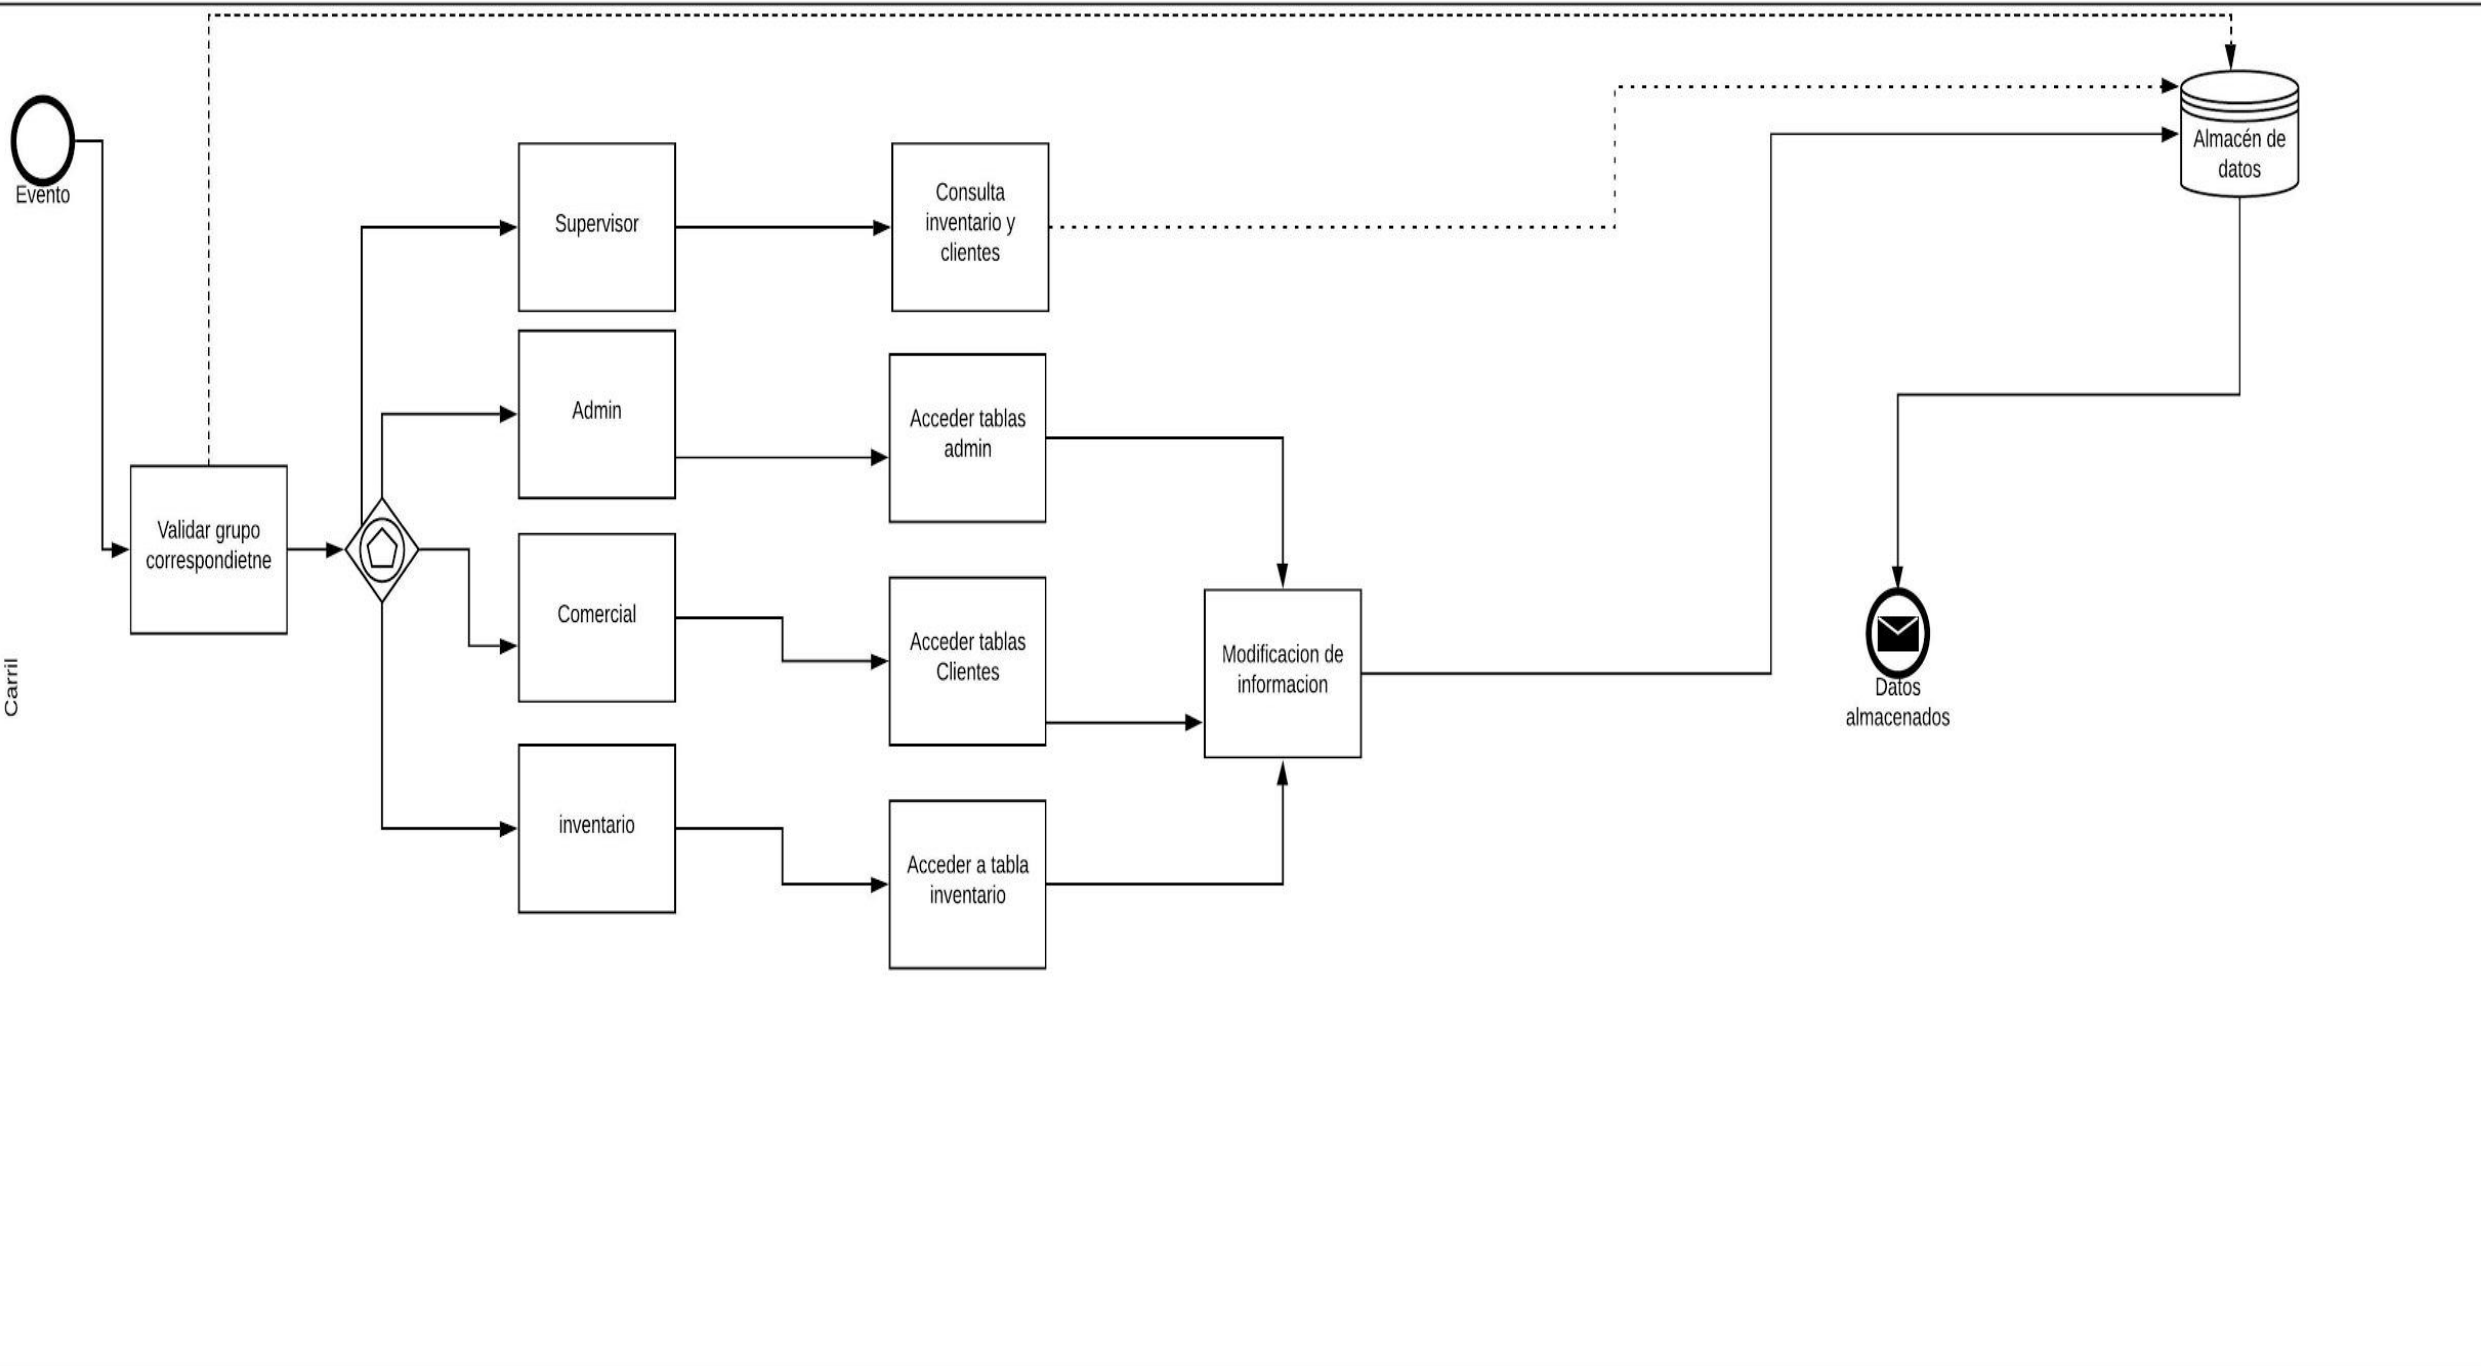 Evento
Almacén de
datos
Supervisor
Consulta
inventario y
clientes
Admin
Acceder tablas
admin
Validar grupo
correspondietne
Comercial
Acceder tablas
Clientes
Modificacion de
informacion
Datos
almacenados
Carril
inventario
Acceder a tabla
inventario